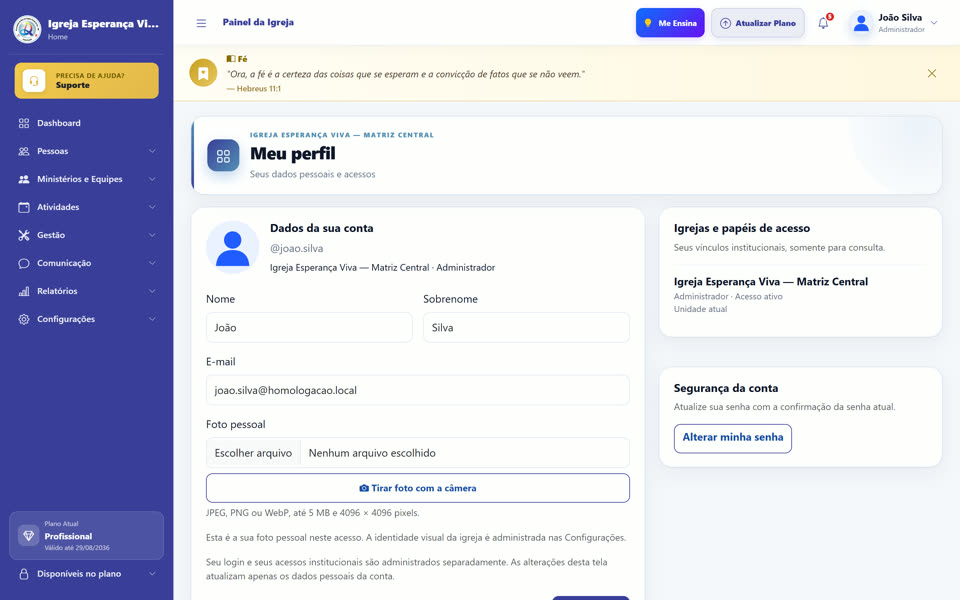 Igreja Esperança Vi...
Home
PRECISA DE AJUDA?
Suporte
Dashboard
Pessoas
Ministérios e Equipes
Atividades
Gestão
Comunicação
Relatórios
Configurações
Plano Atual
Profissional
Válido até 29/08/2036
Disponíveis no plano
Painel da Igreja
Me Ensina
Atualizar Plano
5
João Silva
Administrador
Fé
"Ora, a fé é a certeza das coisas que se esperam e a convicção de fatos que se não veem."
— Hebreus 11:1
IGREJA ESPERANÇA VIVA — MATRIZ CENTRAL
Meu perfil
Seus dados pessoais e acessos
Dados da sua conta
@joao.silva
Igreja Esperança Viva — Matriz Central · Administrador
Nome Sobrenome
João Silva
E-mail
joao.silva@homologacao.local
Foto pessoal
Escolher arquivo Nenhum arquivo escolhido
Tirar foto com a câmera
JPEG, PNG ou WebP, até 5 MB e 4096 × 4096 pixels.
Esta é a sua foto pessoal neste acesso. A identidade visual da igreja é administrada nas Configurações.
Seu login e seus acessos institucionais são administrados separadamente. As alterações desta tela
atualizam apenas os dados pessoais da conta.
Igrejas e papéis de acesso
Seus vínculos institucionais, somente para consulta.
Igreja Esperança Viva — Matriz Central
Administrador · Acesso ativo
Unidade atual
Segurança da conta
Atualize sua senha com a confirmação da senha atual.
Alterar minha senha